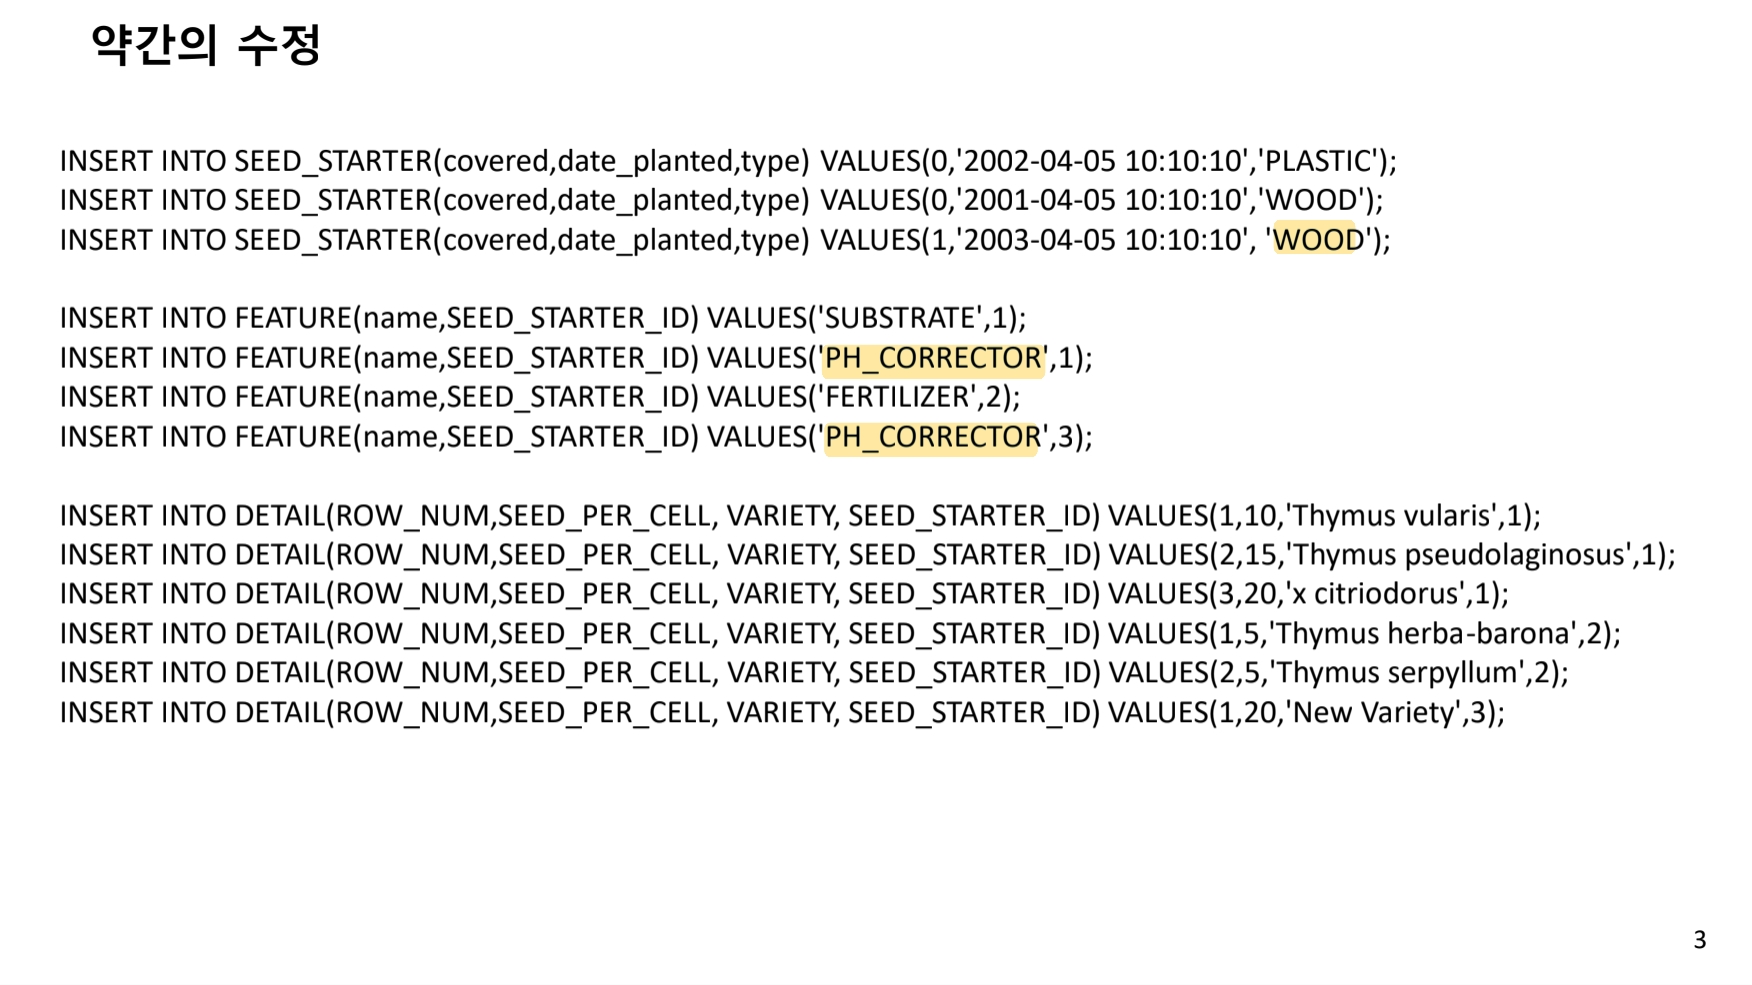 약간의 수정
INSERT INTO SEED_STARTER(covered,date_planted,type) VALUES(0,'2002-04-05 10:10:10','PLASTIC');
INSERT INTO SEED_STARTER(covered,date_planted,type) VALUES(0,'2001-04-05 10:10:10','WOOD');
INSERT INTO SEED_STARTER(covered,date_planted,type) VALUES(1,'2003-04-05 10:10:10', 'WOOD');
INSERT INTO FEATURE(name,SEED_STARTER_ID) VALUES('SUBSTRATE',1);
INSERT INTO FEATURE(name,SEED_STARTER_ID) VALUES('PH_CORRECTOR',1);
INSERT INTO FEATURE(name,SEED_STARTER_ID) VALUES('FERTILIZER',2);
INSERT INTO FEATURE(name,SEED_STARTER_ID) VALUES('PH_CORRECTOR',3);
INSERT INTO DETAIL(ROW_NUM,SEED_PER_CELL, VARIETY, SEED_STARTER_ID) VALUES(1,10,'Thymus vularis',1);
INSERT INTO DETAIL(ROW_NUM,SEED_PER_CELL, VARIETY, SEED_STARTER_ID) VALUES(2,15,'Thymus pseudolaginosus',1);
INSERT INTO DETAIL(ROW_NUM,SEED_PER_CELL, VARIETY, SEED_STARTER_ID) VALUES(3,20,'x citriodorus',1);
INSERT INTO DETAIL(ROW_NUM,SEED_PER_CELL, VARIETY, SEED_STARTER_ID) VALUES(1,5,'Thymus herba-barona',2);
INSERT INTO DETAIL(ROW_NUM,SEED_PER_CELL, VARIETY, SEED_STARTER_ID) VALUES(2,5,'Thymus serpyllum',2);
INSERT INTO DETAIL(ROW_NUM,SEED_PER_CELL, VARIETY, SEED_STARTER_ID) VALUES(1,20,'New Variety',3);
3